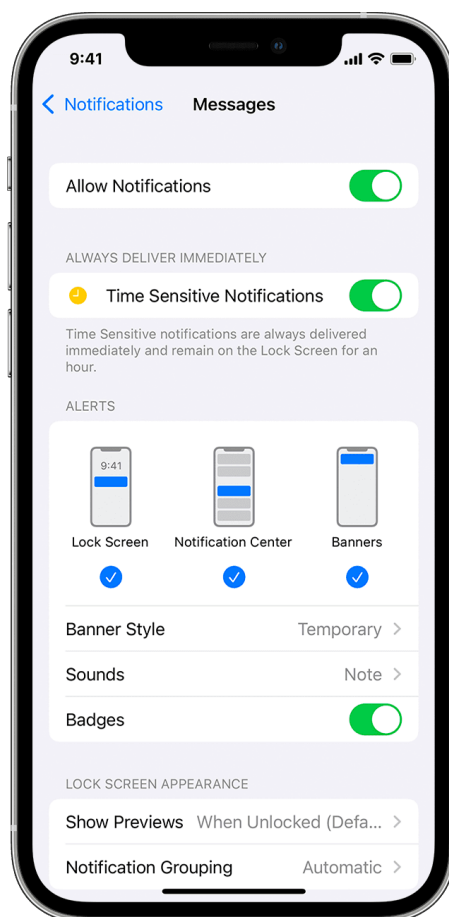 9:41
Notifications Messages
Allow Notifications
ALWAYS DELIVER IMMEDIATELY
Time Sensitive Notifications
Time Sensitive notifications are always delivered
immediately and remain on the Lock Screen for an
hour.
ALERTS
9:41
Lock Screen Notification Center Banners
Banner Style Temporary
Sounds Note
Badges
LOCK SCREEN APPEARANCE
Show Previews When Unlocked (Defa...
Notification Grouping Automatic